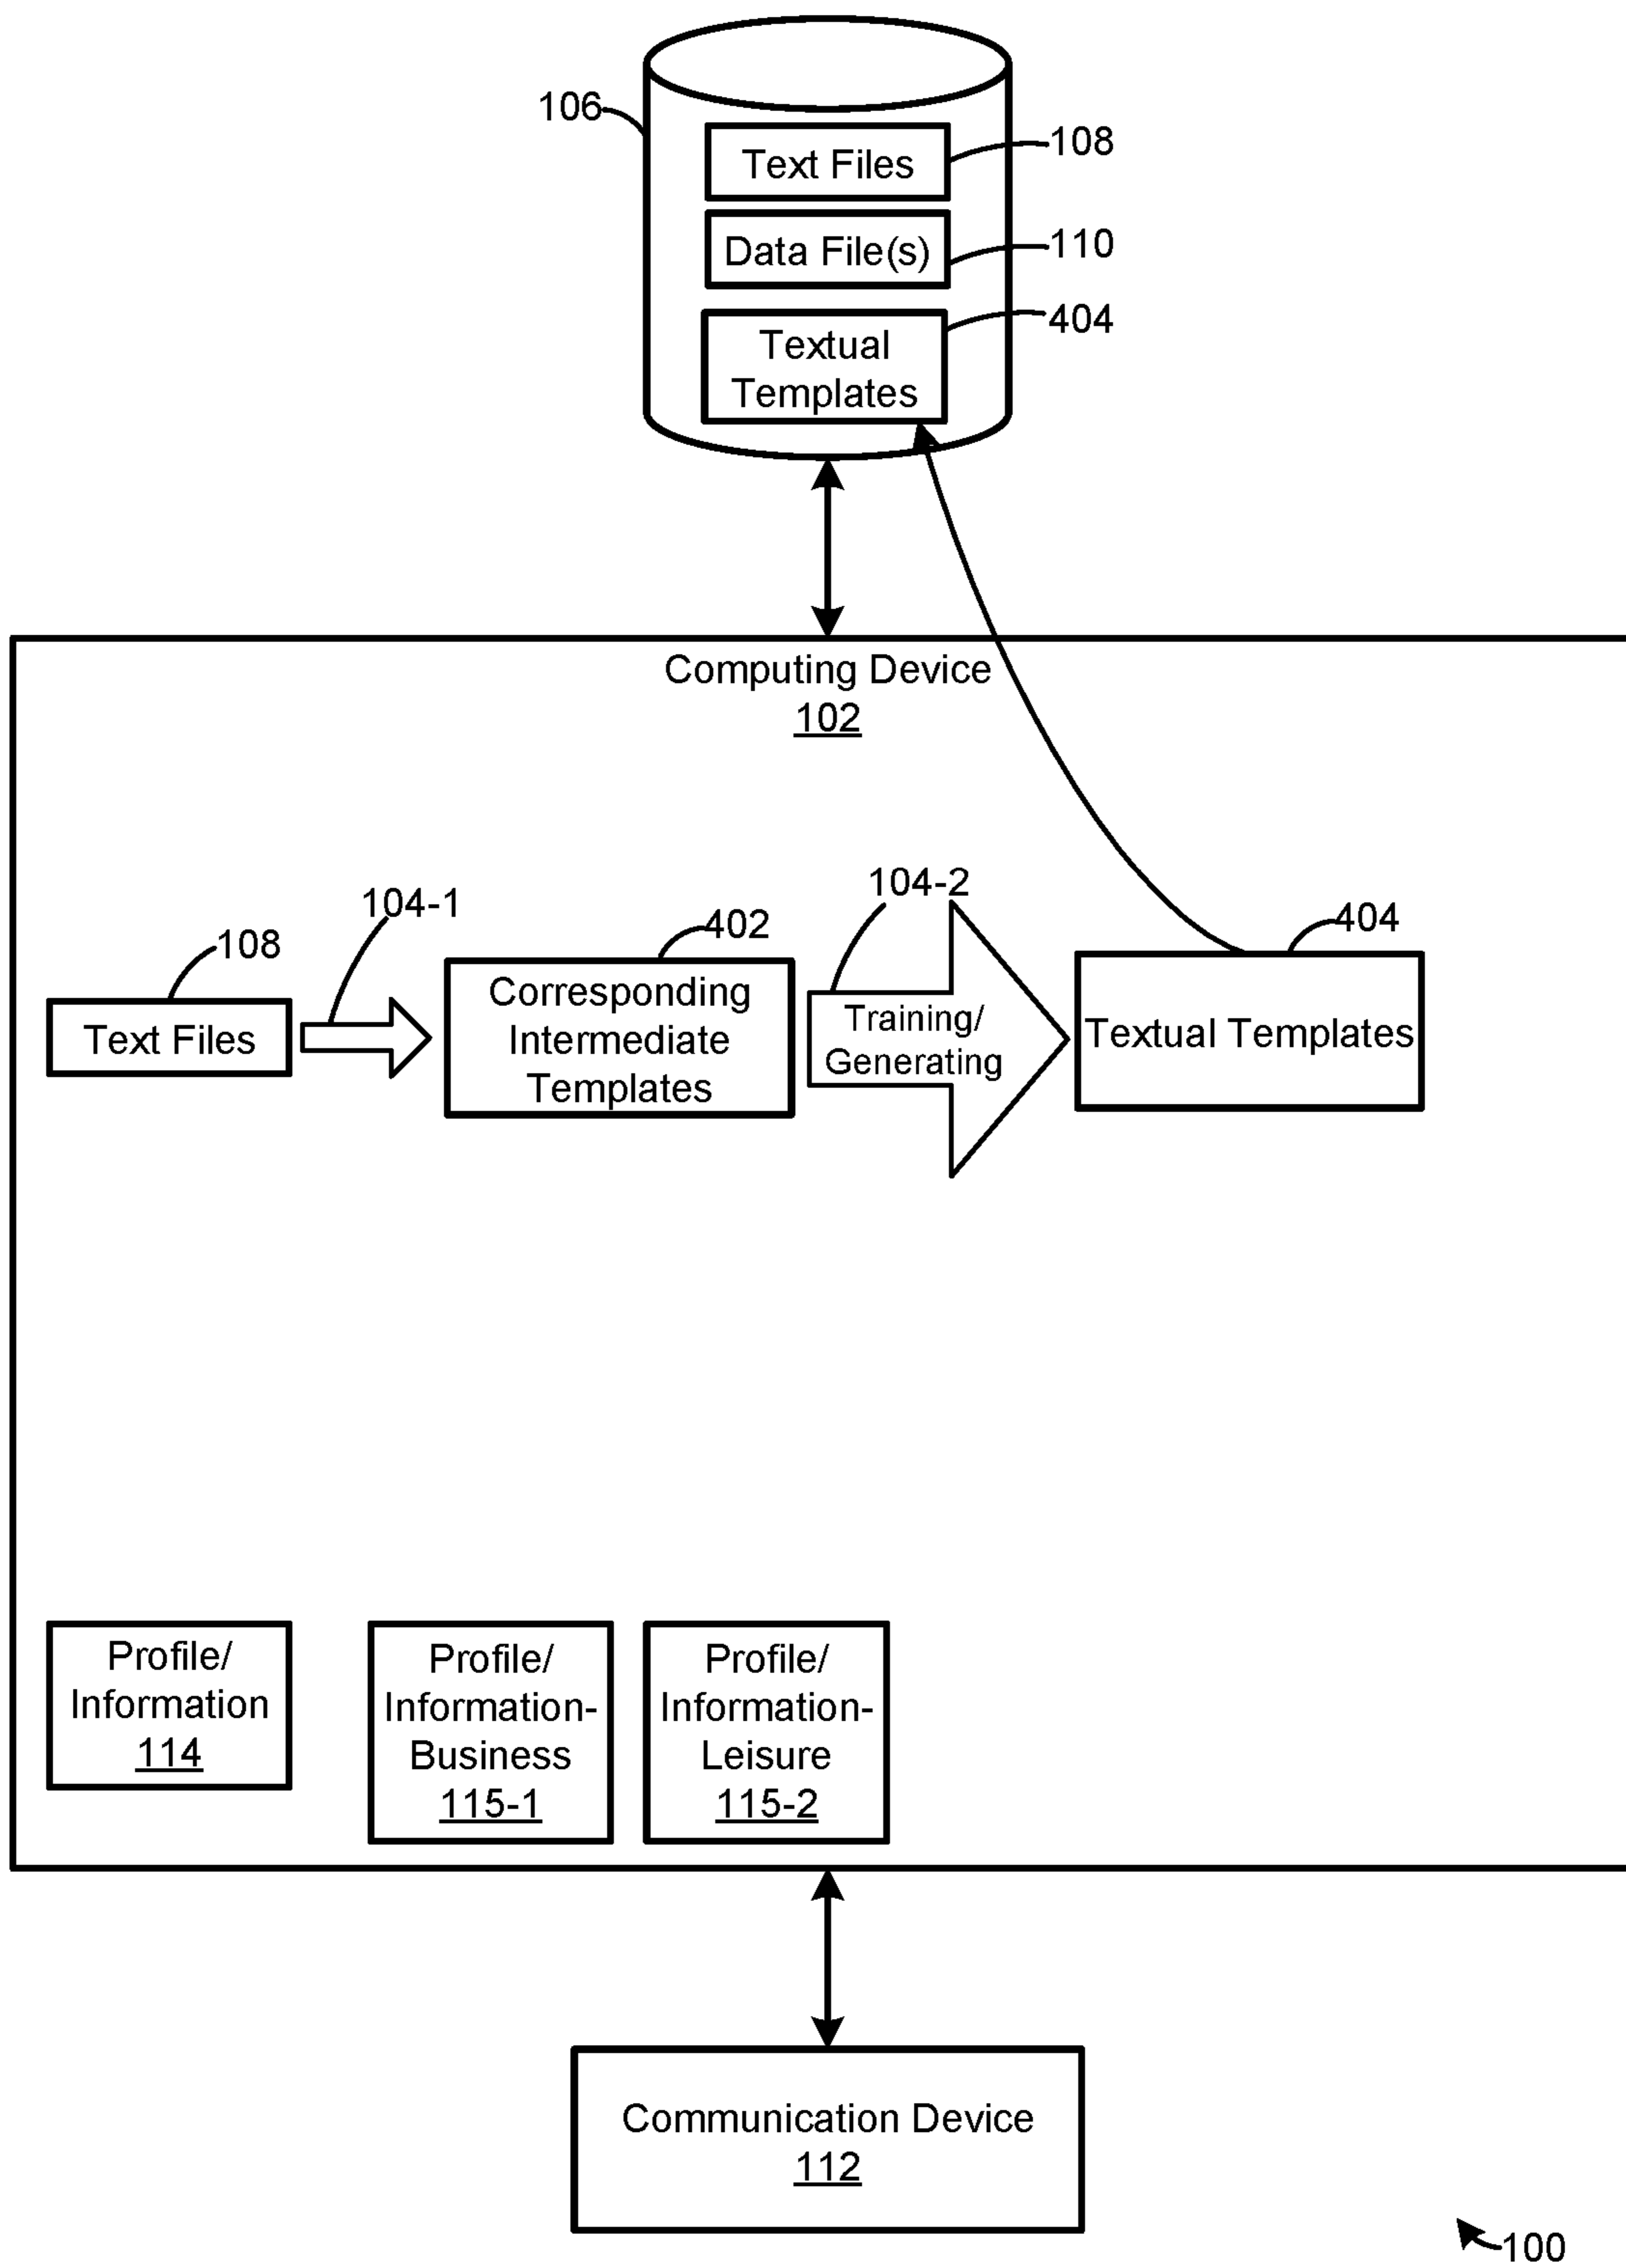 106
Text Files
108
Data File(s)
110
Textual
Templates
404
Computing Device
102
104-1
104-2
108
402
404
Text Files
Corresponding
Intermediate
Templates
Training/
Generating
Textual Templates
Profile/
Information
114
Profile/
Information-
Business
115-1
Profile/
Information-
Leisure
115-2
Communication Device
112
100